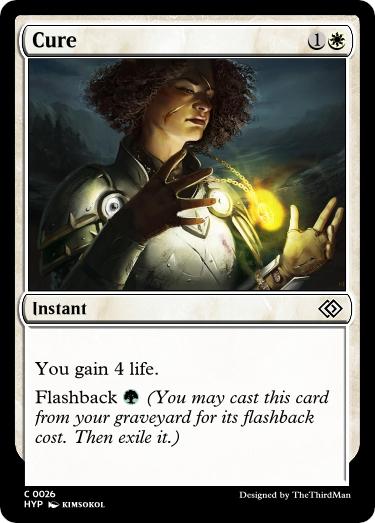 Cure 1
Instant
You gain 4 life.
Flashback (You may cast this card
from your graveyard for its flashback
cost. Then exile it.)
C 0026
HYP KIMSOKOL
Designed by TheThirdMan